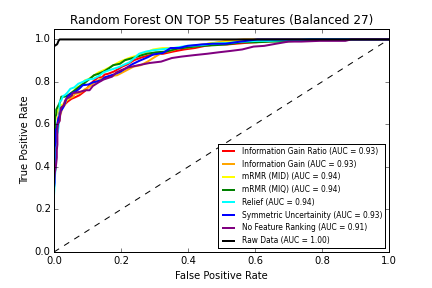 Random Forest ON TOP 55 Features (Balanced 27)
1.0
0.8
0.6
0.4
0.2
0.0
True Positive Rate
Information Gain Ratio (AUC = 0.93)
Information Gain (AUC = 0.93)
mRMR (MID) (AUC = 0.94)
mRMR (MIQ) (AUC = 0.94)
Relief (AUC = 0.94)
Symmetric Uncertainity (AUC = 0.93)
No Feature Ranking (AUC = 0.91)
Raw Data (AUC = 1.00)
0.0 0.2 0.4 0.6 0.8 1.0
False Positive Rate